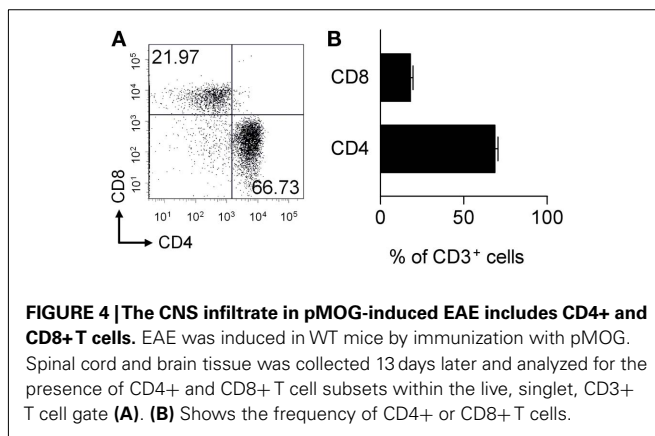 A
21.97
66.73
10⁵
10⁴
10³
10²
10¹
10¹ 10² 10³ 10⁴ 10⁵
CD8
CD4
B
CD8
CD4
0 50 100
% of CD3⁺ cells
FIGURE 4 | The CNS infiltrate in pMOG-induced EAE includes CD4+ and
CD8+ T cells. EAE was induced in WT mice by immunization with pMOG.
Spinal cord and brain tissue was collected 13 days later and analyzed for the
presence of CD4+ and CD8+ T cell subsets within the live, singlet, CD3+
T cell gate (A). (B) Shows the frequency of CD4+ or CD8+ T cells.